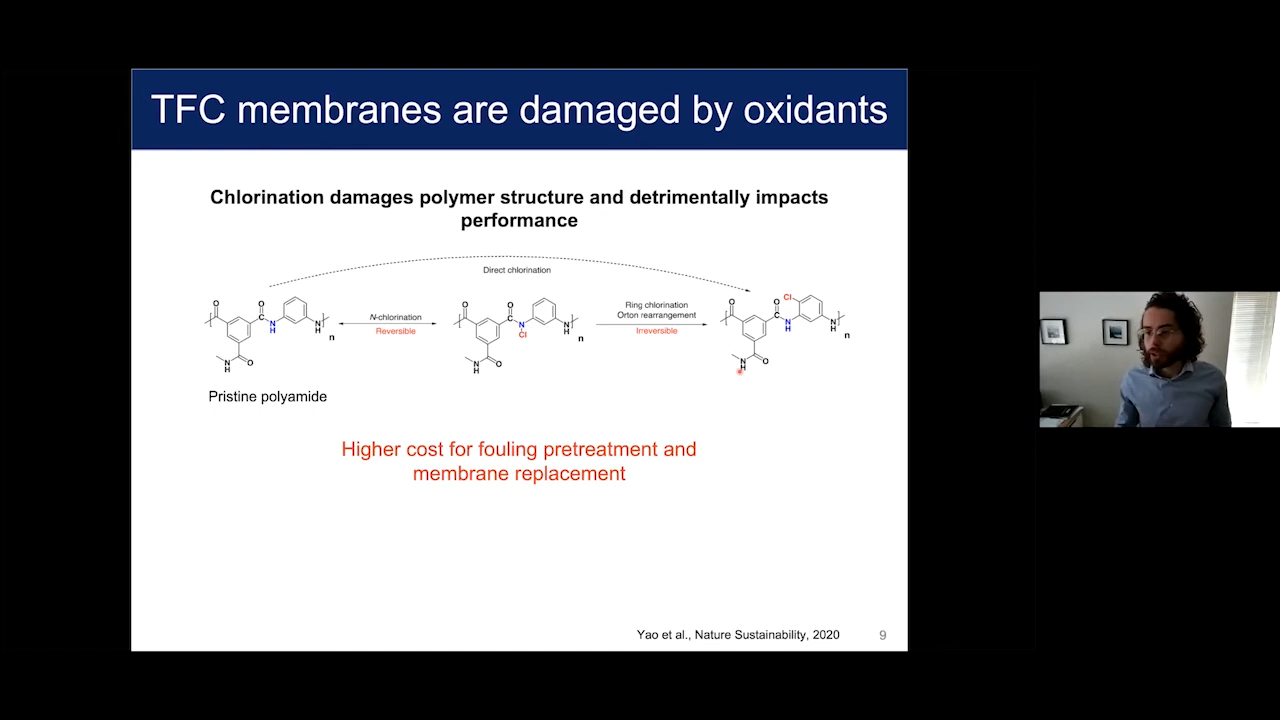 TFC membranes are damaged by oxidants
Chlorination damages polymer structure and detrimentally impacts
performance
Direct chlorination
N-chlorination
Reversible
Ring chlorination
Orton rearrangement
Irreversible
O
C
O
N
H
N
H
n
N
H
O
O
C
O
N
Cl
N
H
n
N
H
O
O
C
O
N
H
Cl
N
H
n
N
H
O
Pristine polyamide
Higher cost for fouling pretreatment and
membrane replacement
Yao et al., Nature Sustainability, 2020
9